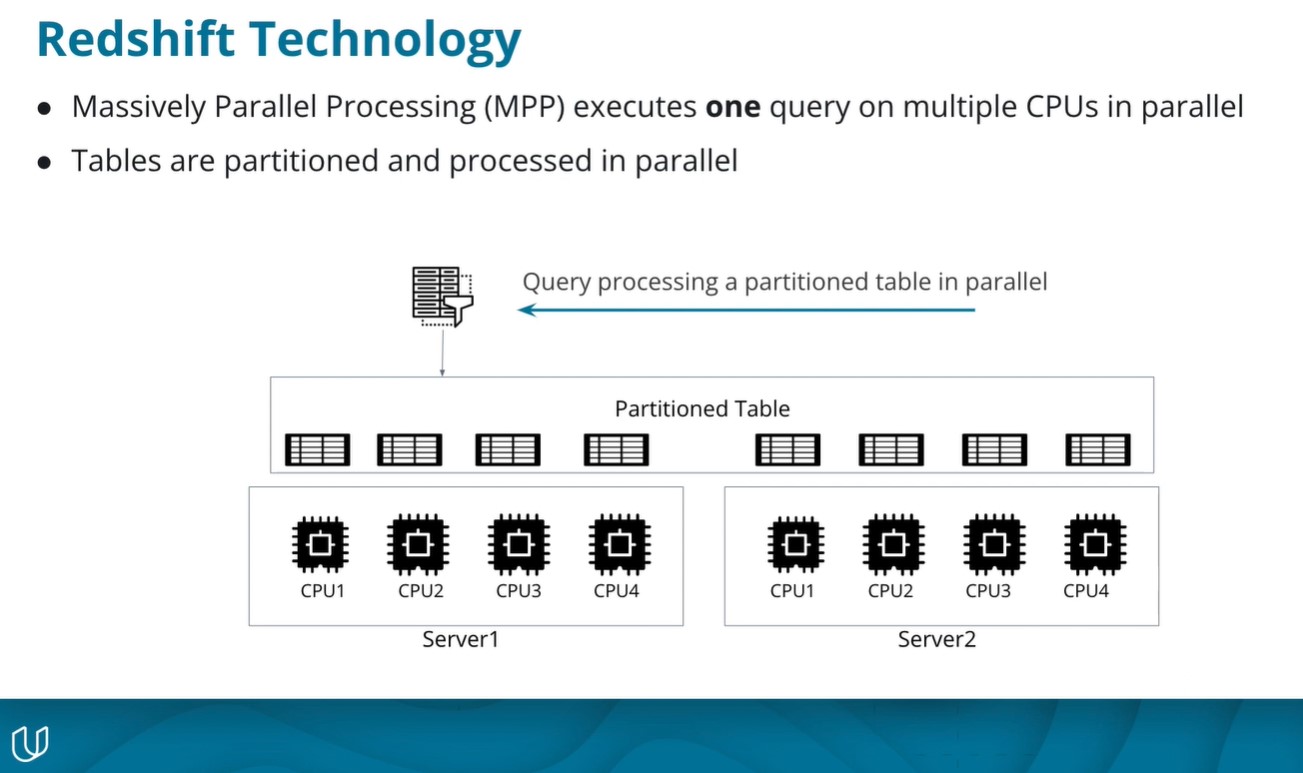 Redshift Technology
● Massively Parallel Processing (MPP) executes one query on multiple CPUs in parallel
● Tables are partitioned and processed in parallel
Query processing a partitioned table in parallel
Partitioned Table
CPU1 CPU2 CPU3 CPU4 CPU1 CPU2 CPU3 CPU4
Server1 Server2